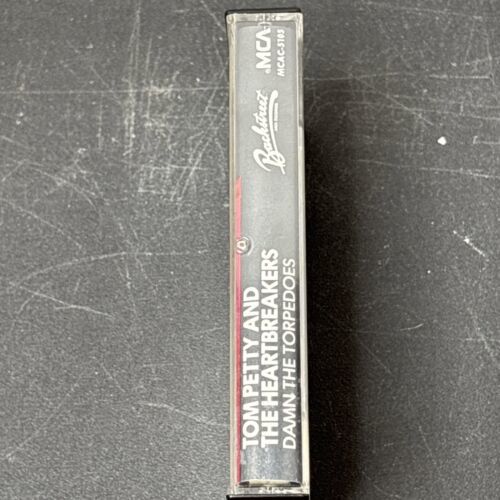 TOM PETTY AND
THE HEARTBREAKERS
DAMN THE TORPEDOES
Backstreet
MCA
MCAC-5105